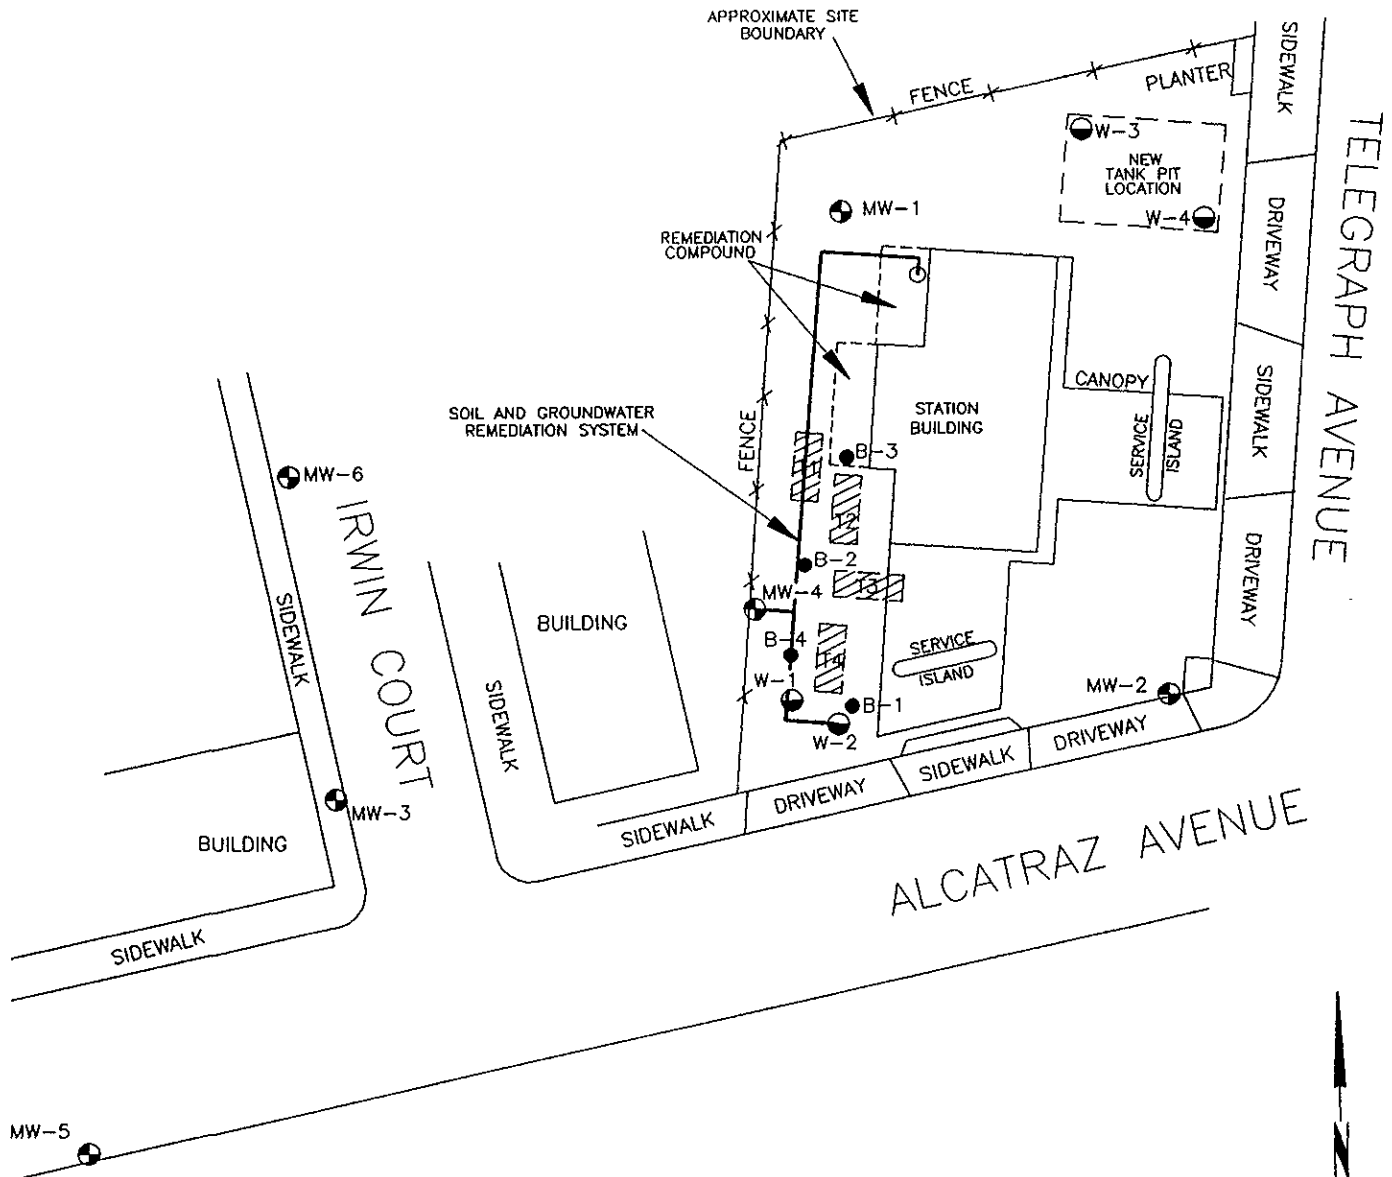 APPROXIMATE SITE
BOUNDARY
FENCE
PLANTER
SIDEWALK
W-3
NEW
TANK PIT
LOCATION
W-4
TELEGRAPH AVENUE
DRIVEWAY
MW-1
REMEDIATION
COMPOUND
SIDEWALK
CANOPY
SERVICE
ISLAND
STATION
BUILDING
SOIL AND GROUNDWATER
REMEDIATION SYSTEM
FENCE
B-3
T2
MW-6
IRWIN COURT
B-2
T3
MW-4
DRIVEWAY
SIDEWALK
BUILDING
B-4
T4
SERVICE
ISLAND
W-1
B-1
W-2
MW-2
SIDEWALK
DRIVEWAY
SIDEWALK
DRIVEWAY
SIDEWALK
MW-3
BUILDING
ALCATRAZ AVENUE
SIDEWALK
MW-5
N